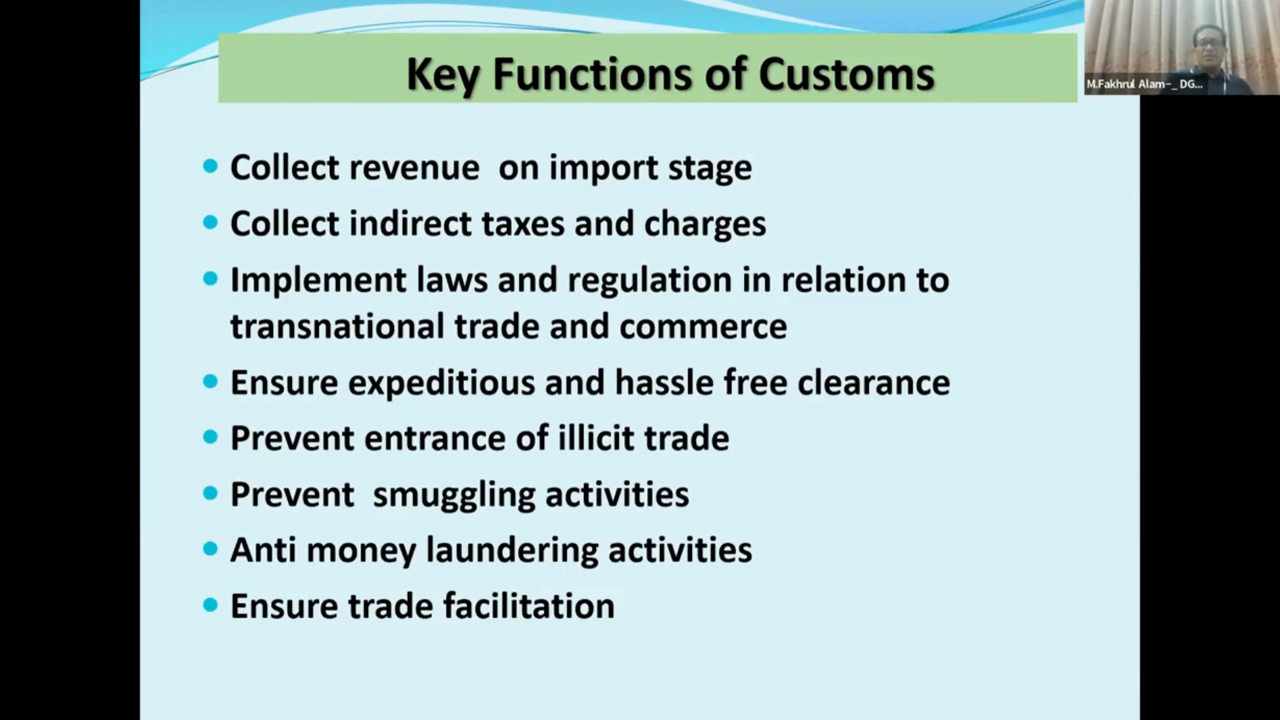 Key Functions of Customs
M.Fakhrul Alam-_ DG...
• Collect revenue on import stage
• Collect indirect taxes and charges
• Implement laws and regulation in relation to
transnational trade and commerce
• Ensure expeditious and hassle free clearance
• Prevent entrance of illicit trade
• Prevent smuggling activities
• Anti money laundering activities
• Ensure trade facilitation